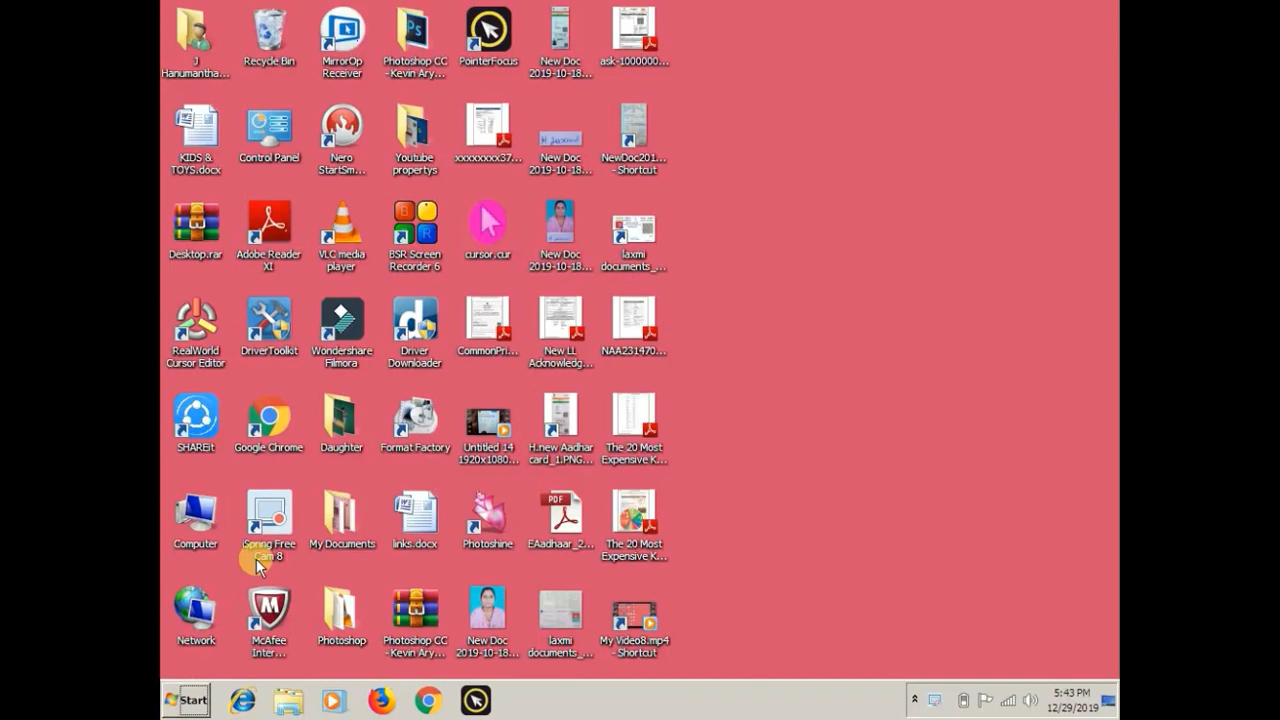 J
Hanumantha...
Recycle Bin
MirrorOp
Receiver
Photoshop CC
-Kevin Ary...
PointerFocus
New Doc
2019-10-18...
ask-1000000...
KIDS &
TOYS.docx
Control Panel
Nero
StartSm...
Youtube
propertys
xxxxxxxx37...
New Doc
2019-10-18...
NewDoc201...
- Shortcut
Desktop.rar
Adobe Reader
XI
VLC media
player
BSR Screen
Recorder 6
cursor.cur
New Doc
2019-10-18...
laxmi
documents_...
RealWorld
Cursor Editor
DriverToolkit
Wondershare
Filmora
Driver
Downloader
CommonPri...
New LL
Acknowledg...
NAA231470...
SHAREit
Google Chrome
Daughter
Format Factory
Untitled 14
1920x1080...
H.new Aadhar
card_1.PNG...
The 20 Most
Expensive K...
Computer
iSpring Free
Cam 8
My Documents
links.docx
Photoshine
PDF
EAadhaar_2...
The 20 Most
Expensive K...
Network
McAfee
Inter...
Photoshop
Photoshop CC
-Kevin Ary...
New Doc
2019-10-18...
laxmi
documents_...
My Video8.mp4
- Shortcut
Start
5:43 PM
12/29/2019